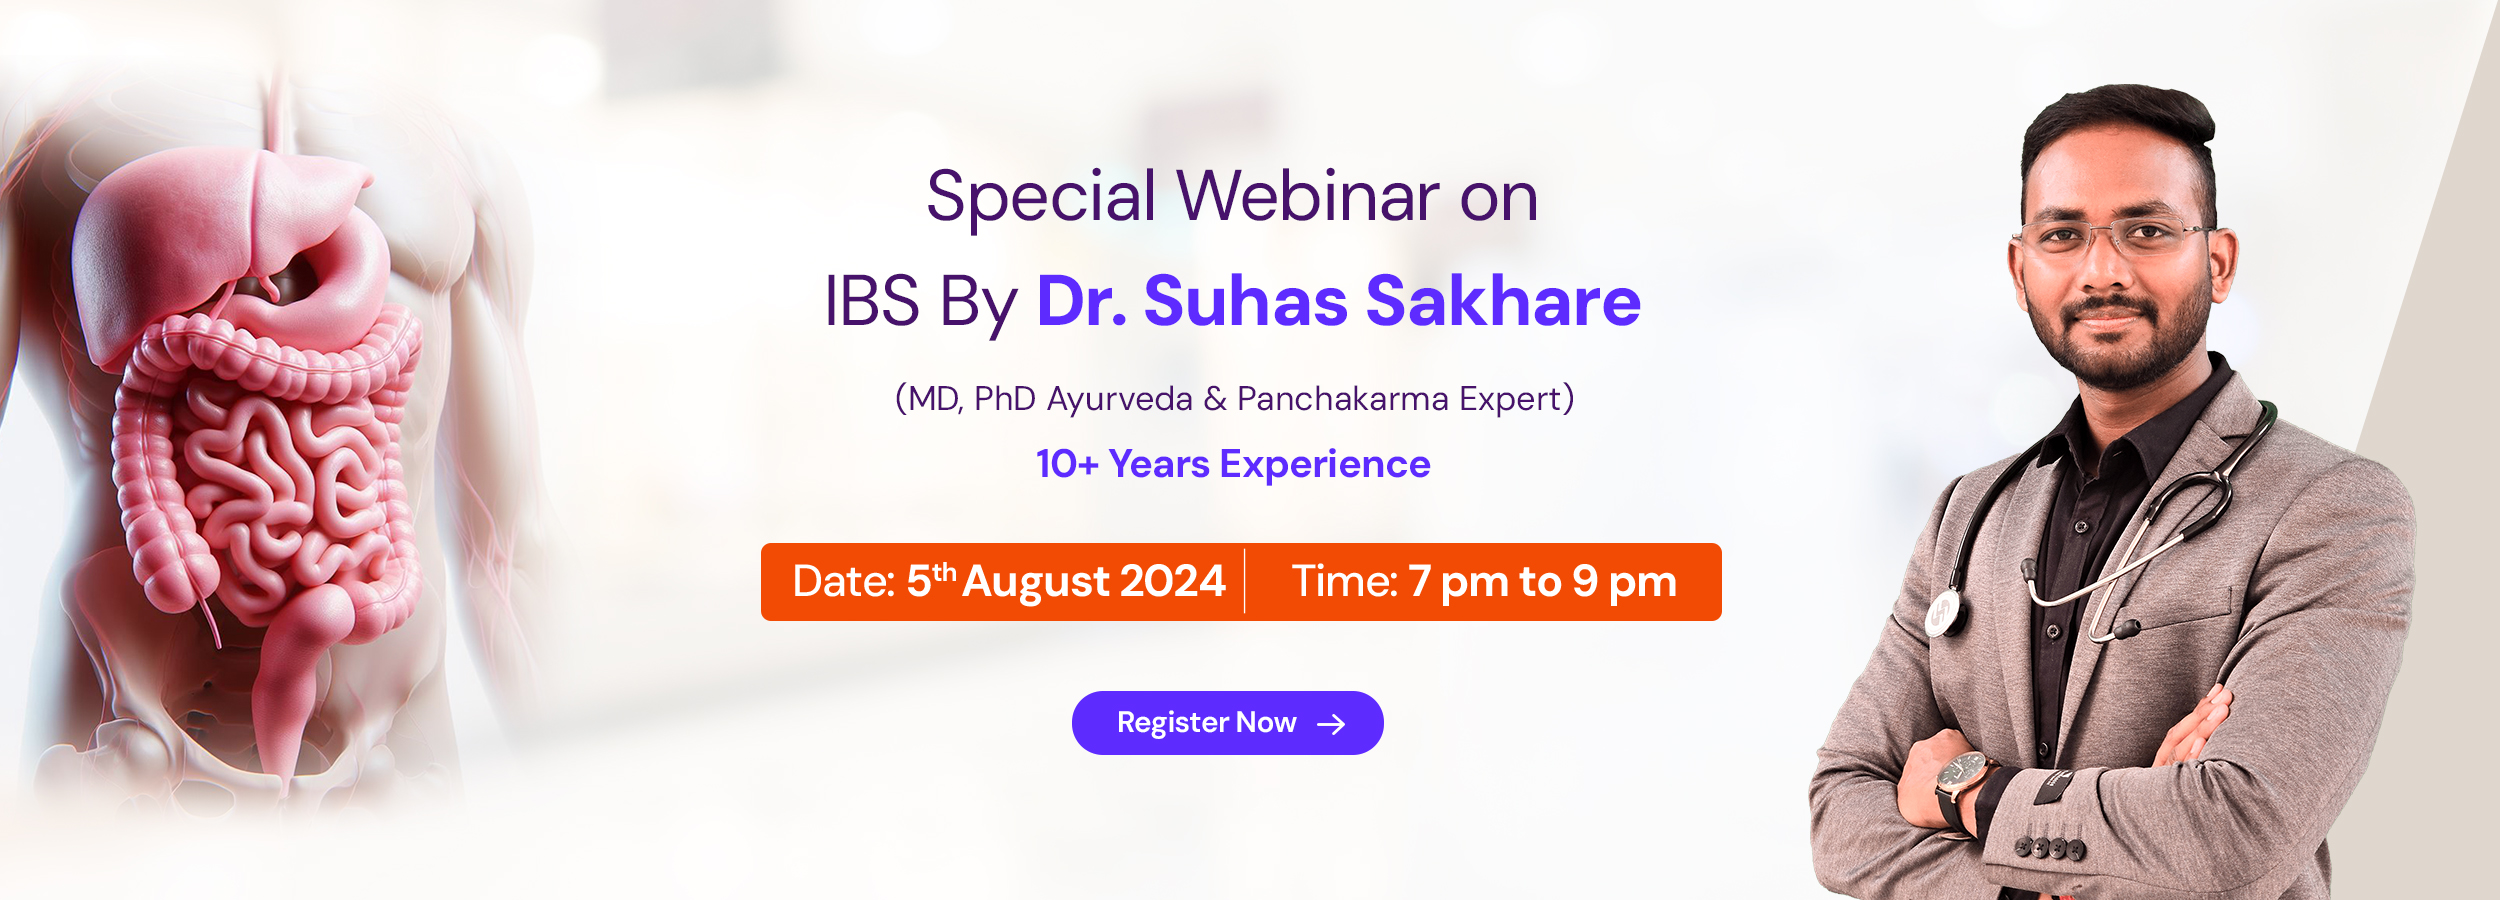 Special Webinar on
IBS By Dr. Suhas Sakhare
(MD, PhD Ayurveda & Panchakarma Expert)
10+ Years Experience
Date: 5th August 2024 Time: 7 pm to 9 pm
Register Now →